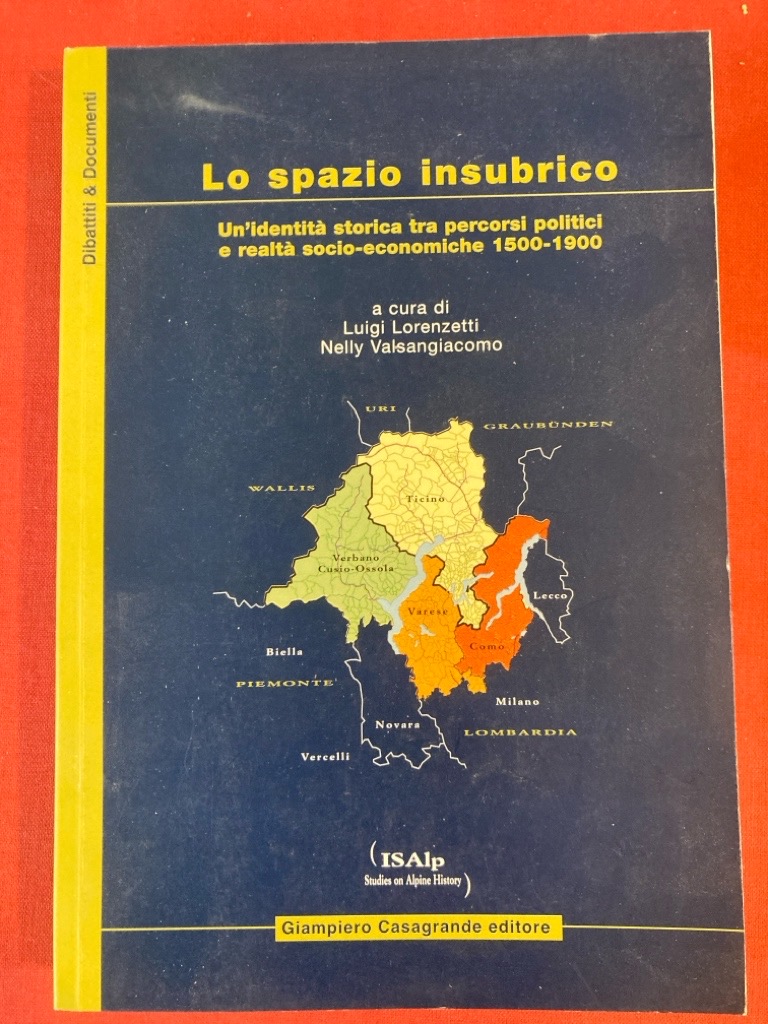 Dibattiti & Documenti
Lo spazio insubrico
Un'identità storica tra percorsi politici
e realtà socio-economiche 1500-1900
a cura di
Luigi Lorenzetti
Nelly Valsangiacomo
URI
GRAUBÜNDEN
WALLIS
Ticino
Verbano
Cusio-Ossola
Lecco
Varese
Como
Biella
PIEMONTE
Milano
Novara
LOMBARDIA
Vercelli
(ISAlp
Studies on Alpine History)
Giampiero Casagrande editore